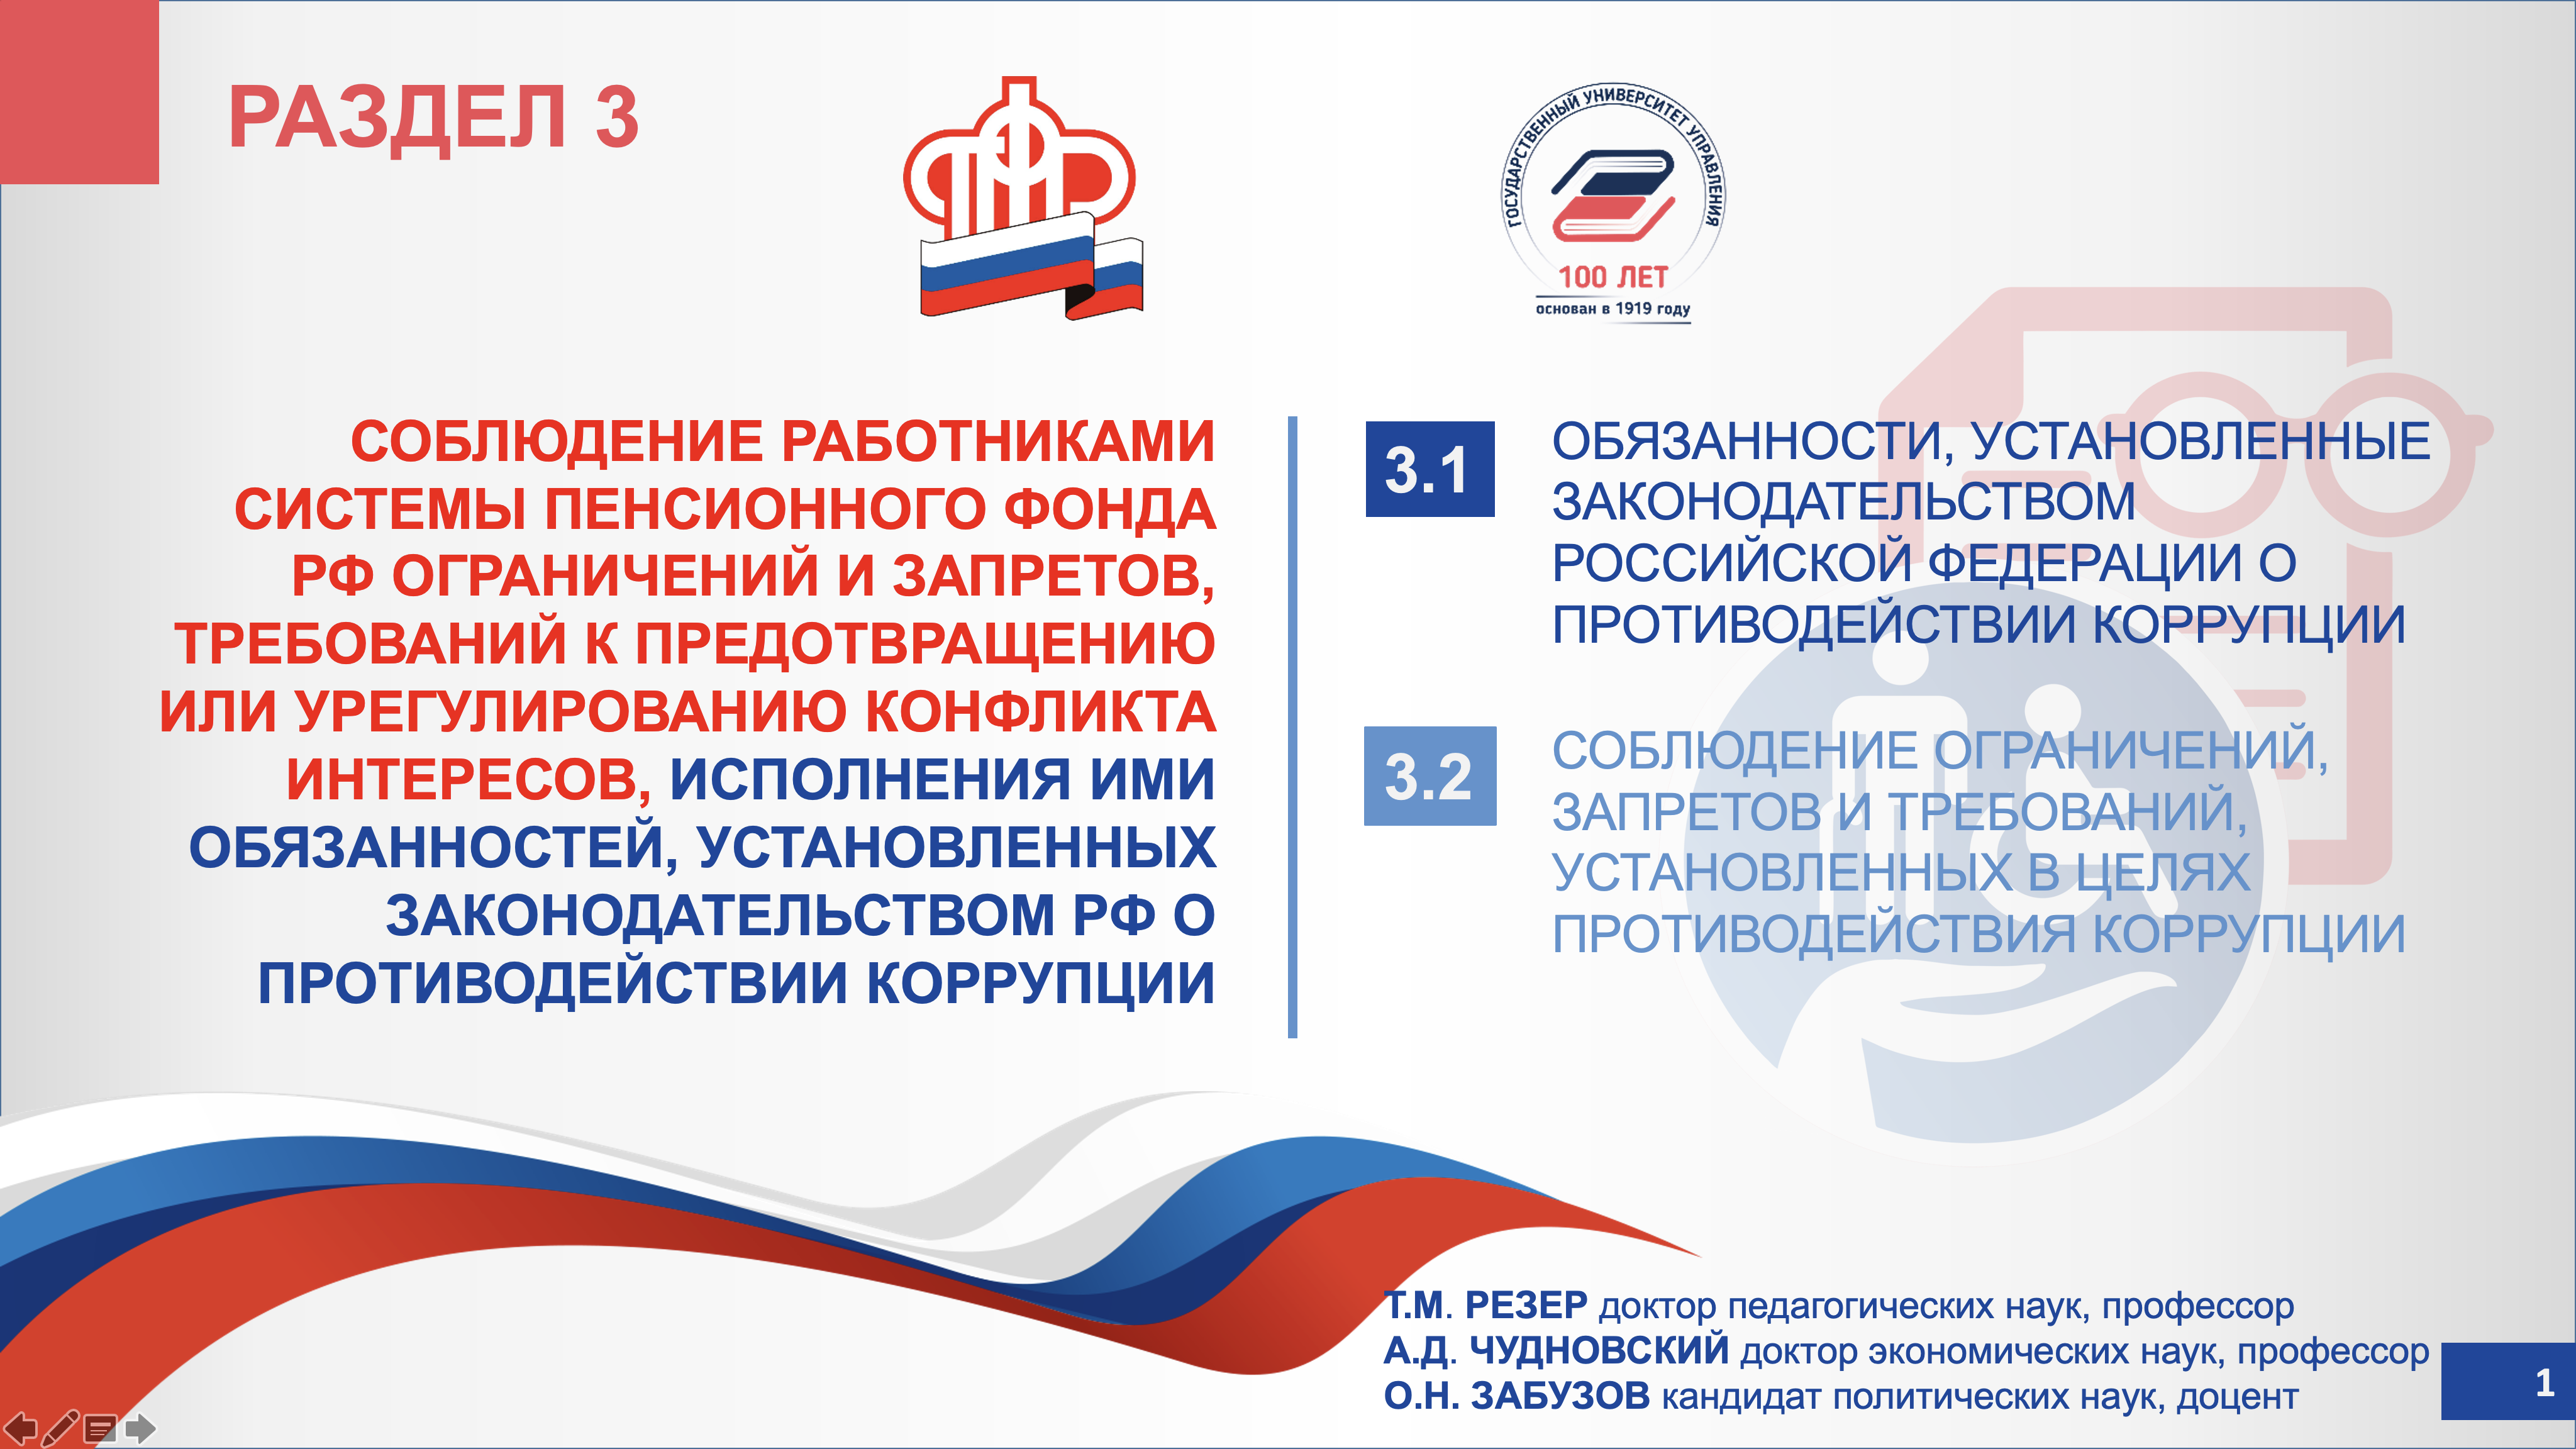 РАЗДЕЛ 3
ГОСУДАРСТВЕННЫЙ УНИВЕРСИТЕТ УПРАВЛЕНИЯ
100 ЛЕТ
основан в 1919 году
СОБЛЮДЕНИЕ РАБОТНИКАМИ
СИСТЕМЫ ПЕНСИОННОГО ФОНДА
РФ ОГРАНИЧЕНИЙ И ЗАПРЕТОВ,
ТРЕБОВАНИЙ К ПРЕДОТВРАЩЕНИЮ
ИЛИ УРЕГУЛИРОВАНИЮ КОНФЛИКТА
ИНТЕРЕСОВ, ИСПОЛНЕНИЯ ИМИ
ОБЯЗАННОСТЕЙ, УСТАНОВЛЕННЫХ
ЗАКОНОДАТЕЛЬСТВОМ РФ О
ПРОТИВОДЕЙСТВИИ КОРРУПЦИИ
3.1
ОБЯЗАННОСТИ, УСТАНОВЛЕННЫЕ
ЗАКОНОДАТЕЛЬСТВОМ
РОССИЙСКОЙ ФЕДЕРАЦИИ О
ПРОТИВОДЕЙСТВИИ КОРРУПЦИИ
3.2
СОБЛЮДЕНИЕ ОГРАНИЧЕНИЙ,
ЗАПРЕТОВ И ТРЕБОВАНИЙ,
УСТАНОВЛЕННЫХ В ЦЕЛЯХ
ПРОТИВОДЕЙСТВИЯ КОРРУПЦИИ
Т.М. РЕЗЕР доктор педагогических наук, профессор
А.Д. ЧУДНОВСКИЙ доктор экономических наук, профессор
О.Н. ЗАБУЗОВ кандидат политических наук, доцент
1